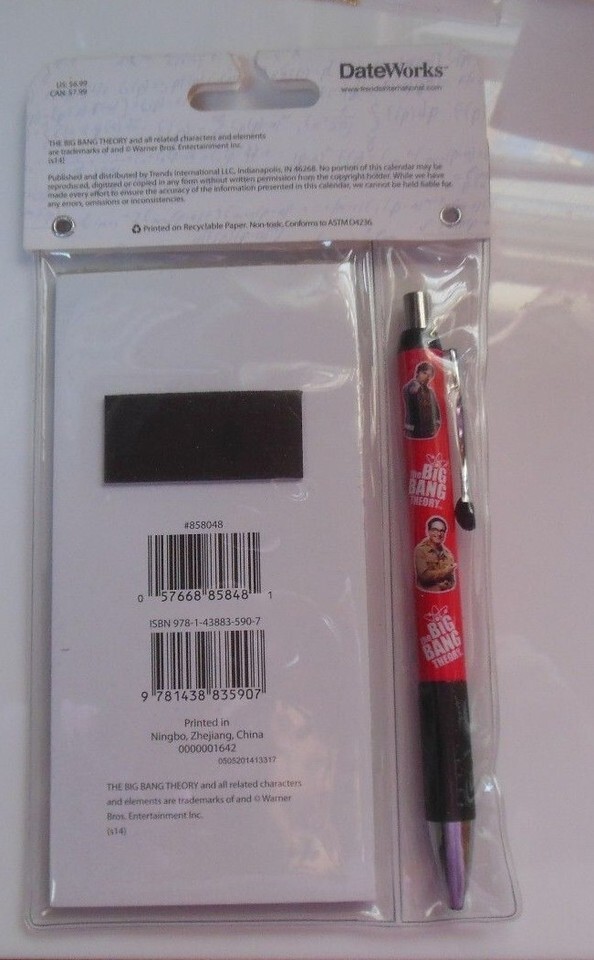 US: $6.99
CAN: $7.99
DateWorks™
www.trendsinternational.com
THE BIG BANG THEORY and all related characters and elements
are trademarks of and © Warner Bros. Entertainment Inc.
(s14)
Published and distributed by Trends International LLC, Indianapolis, IN 46268. No portion of this calendar may be
reproduced, digitized or copied in any form without written permission from the copyright holder. While we have
made every effort to ensure the accuracy of the information presented in this calendar, we cannot be held liable for
any errors, omissions or inconsistencies.
Printed on Recyclable Paper. Non-toxic. Conforms to ASTM D4236.
#858048
0 57668 85848 1
ISBN 978-1-43883-590-7
9 781438 835907
Printed in
Ningbo, Zhejiang, China
0000001642
0505201413317
THE BIG BANG THEORY and all related characters
and elements are trademarks of and © Warner
Bros. Entertainment Inc.
(s14)
the BiG
BANG
THEORY™
the BiG
BANG
THEORY™